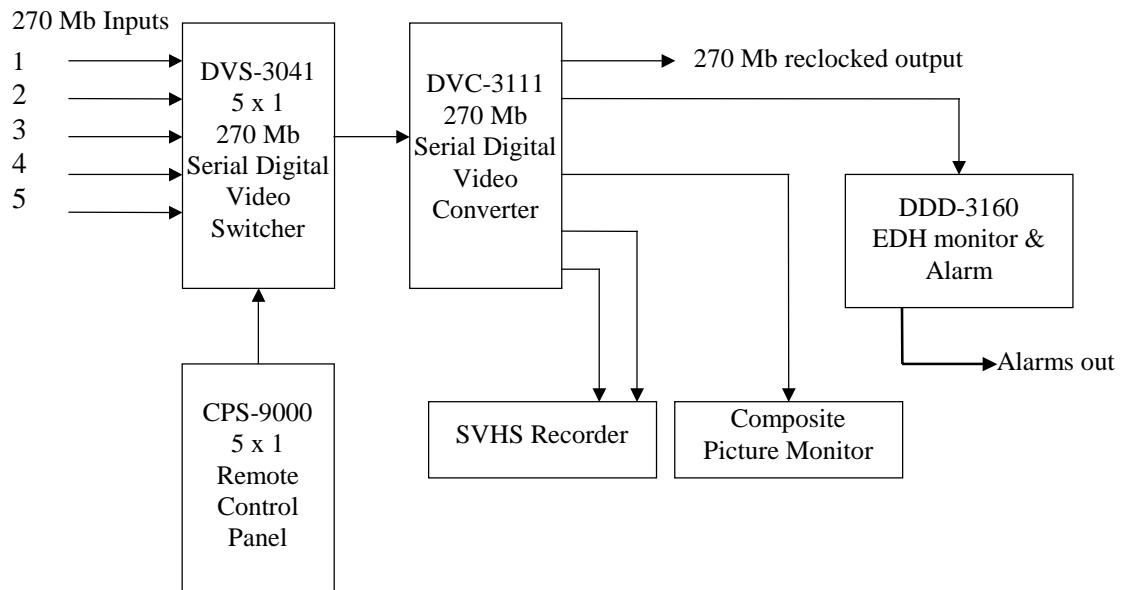 270 Mb Inputs
1
2
3
4
5
DVS-3041
5 x 1
270 Mb
Serial Digital
Video
Switcher
DVC-3111
270 Mb
Serial Digital
Video
Converter
270 Mb reclocked output
DDD-3160
EDH monitor &
Alarm
Alarms out
CPS-9000
5 x 1
Remote
Control
Panel
SVHS Recorder
Composite
Picture Monitor